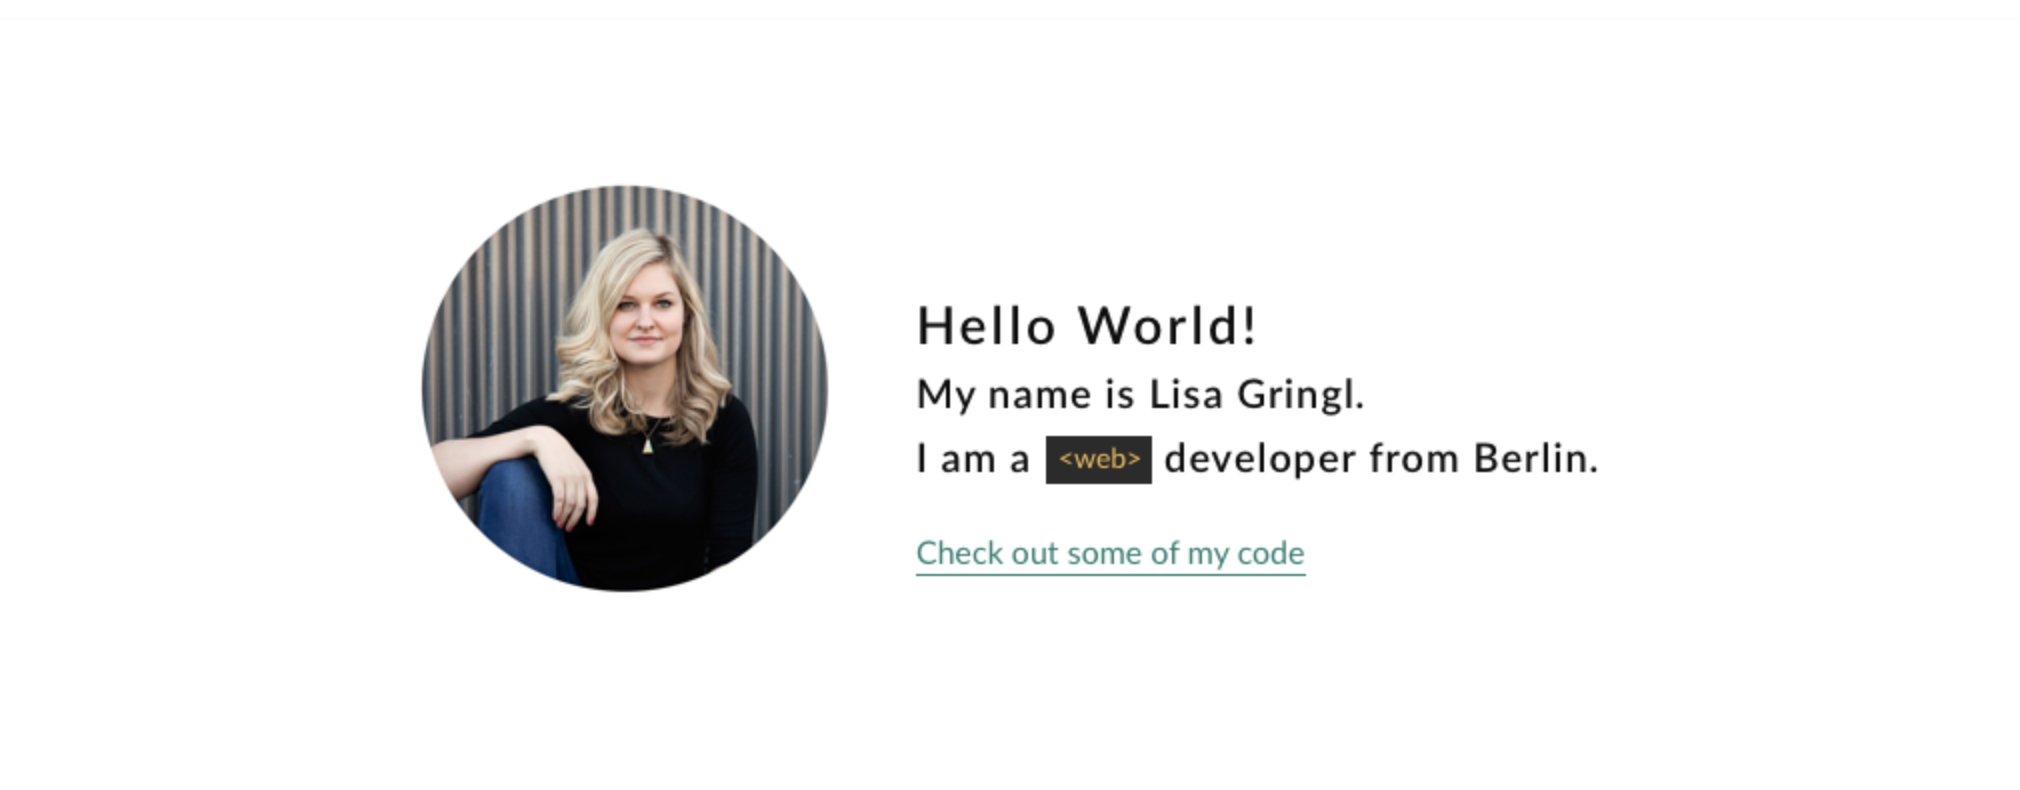 Hello World!
My name is Lisa Gringl.
I am a <web> developer from Berlin.
Check out some of my code